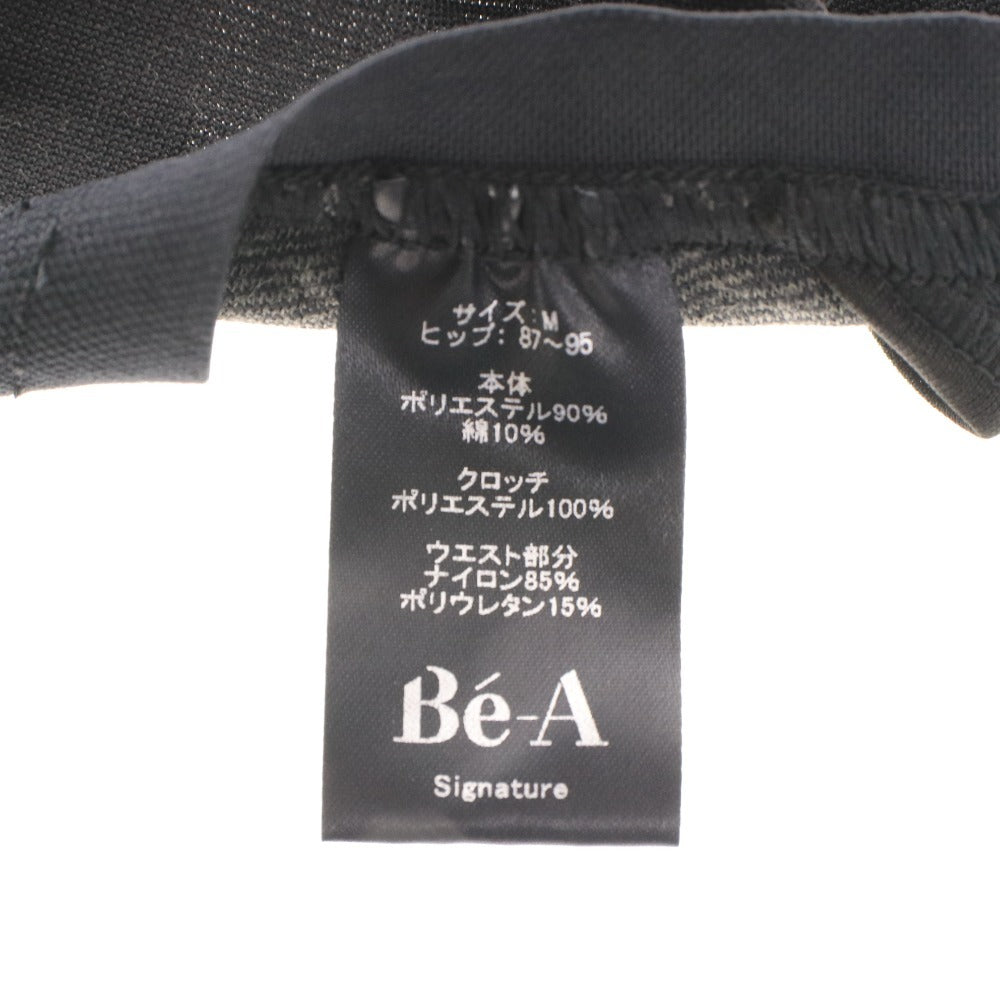 サイズ: M
ヒップ: 87～95
本体
ポリエステル90%
綿10%
クロッチ
ポリエステル100%
ウエスト部分
ナイロン85%
ポリウレタン15%
Bé-A
Signature